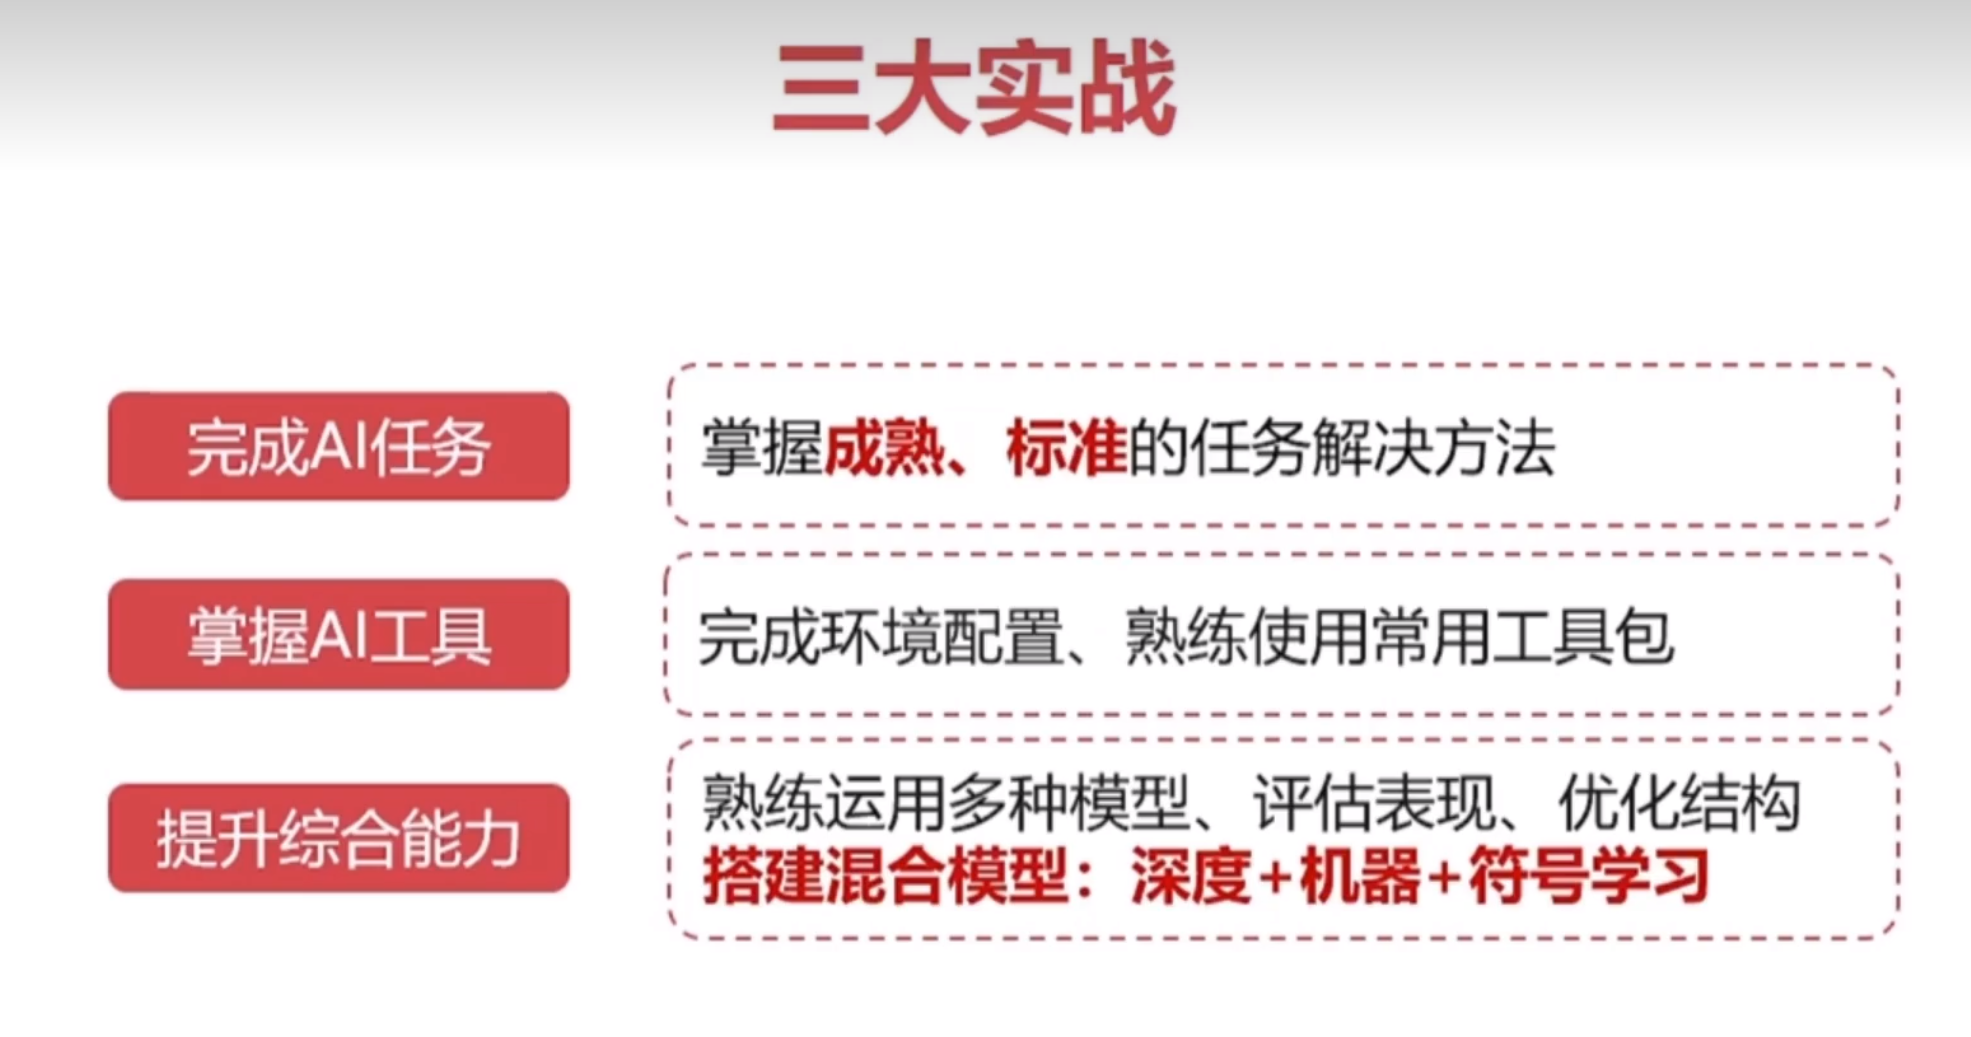 三大实战
完成AI任务
掌握成熟、标准的任务解决方法
掌握AI工具
完成环境配置、熟练使用常用工具包
提升综合能力
熟练运用多种模型、评估表现、优化结构
搭建混合模型：深度+机器+符号学习